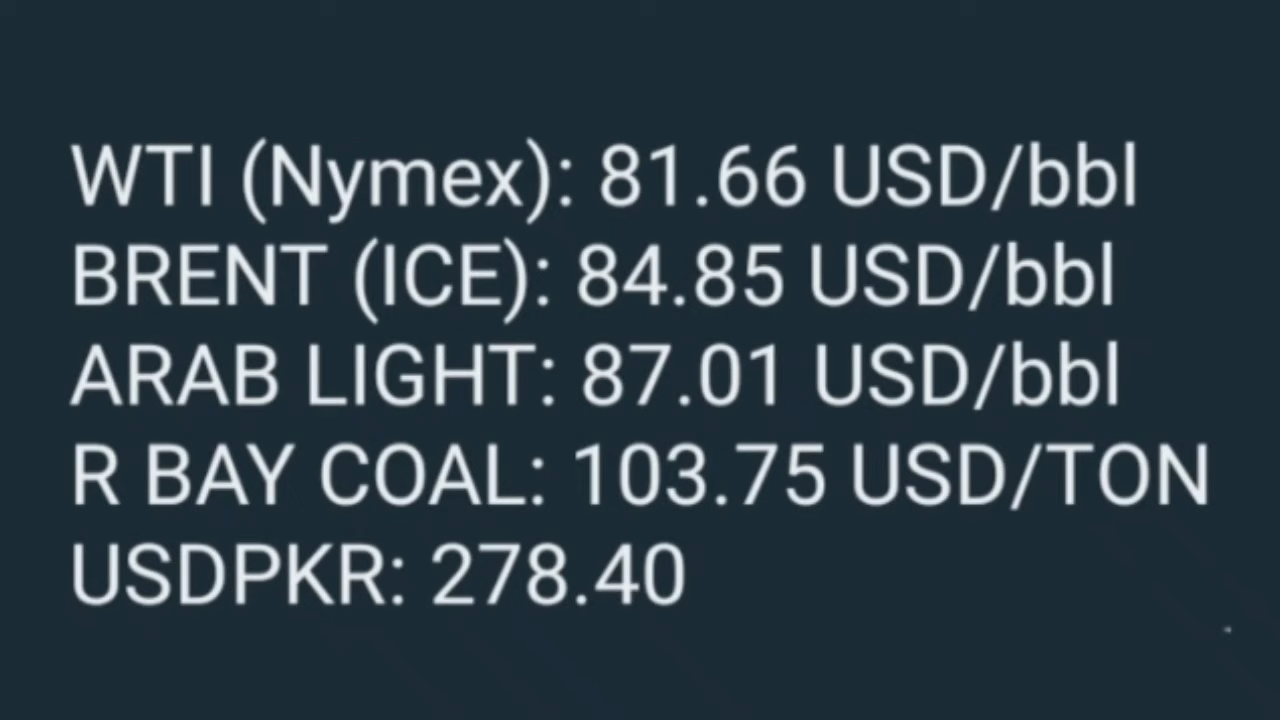 WTI (Nymex): 81.66 USD/bbl
BRENT (ICE): 84.85 USD/bbl
ARAB LIGHT: 87.01 USD/bbl
R BAY COAL: 103.75 USD/TON
USDPKR: 278.40